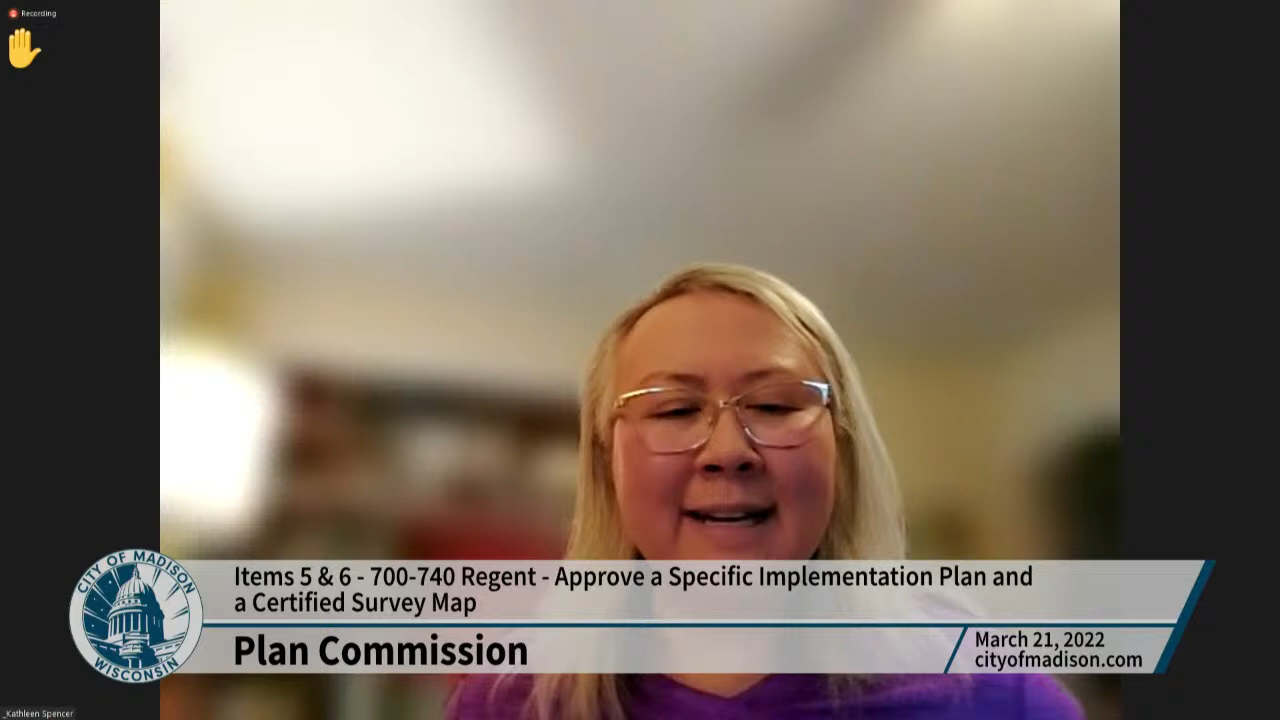 Recording
Items 5 & 6 - 700-740 Regent - Approve a Specific Implementation Plan and
a Certified Survey Map
CITY OF MADISON
WISCONSIN
Plan Commission
March 21, 2022
cityofmadison.com
_Kathleen Spencer